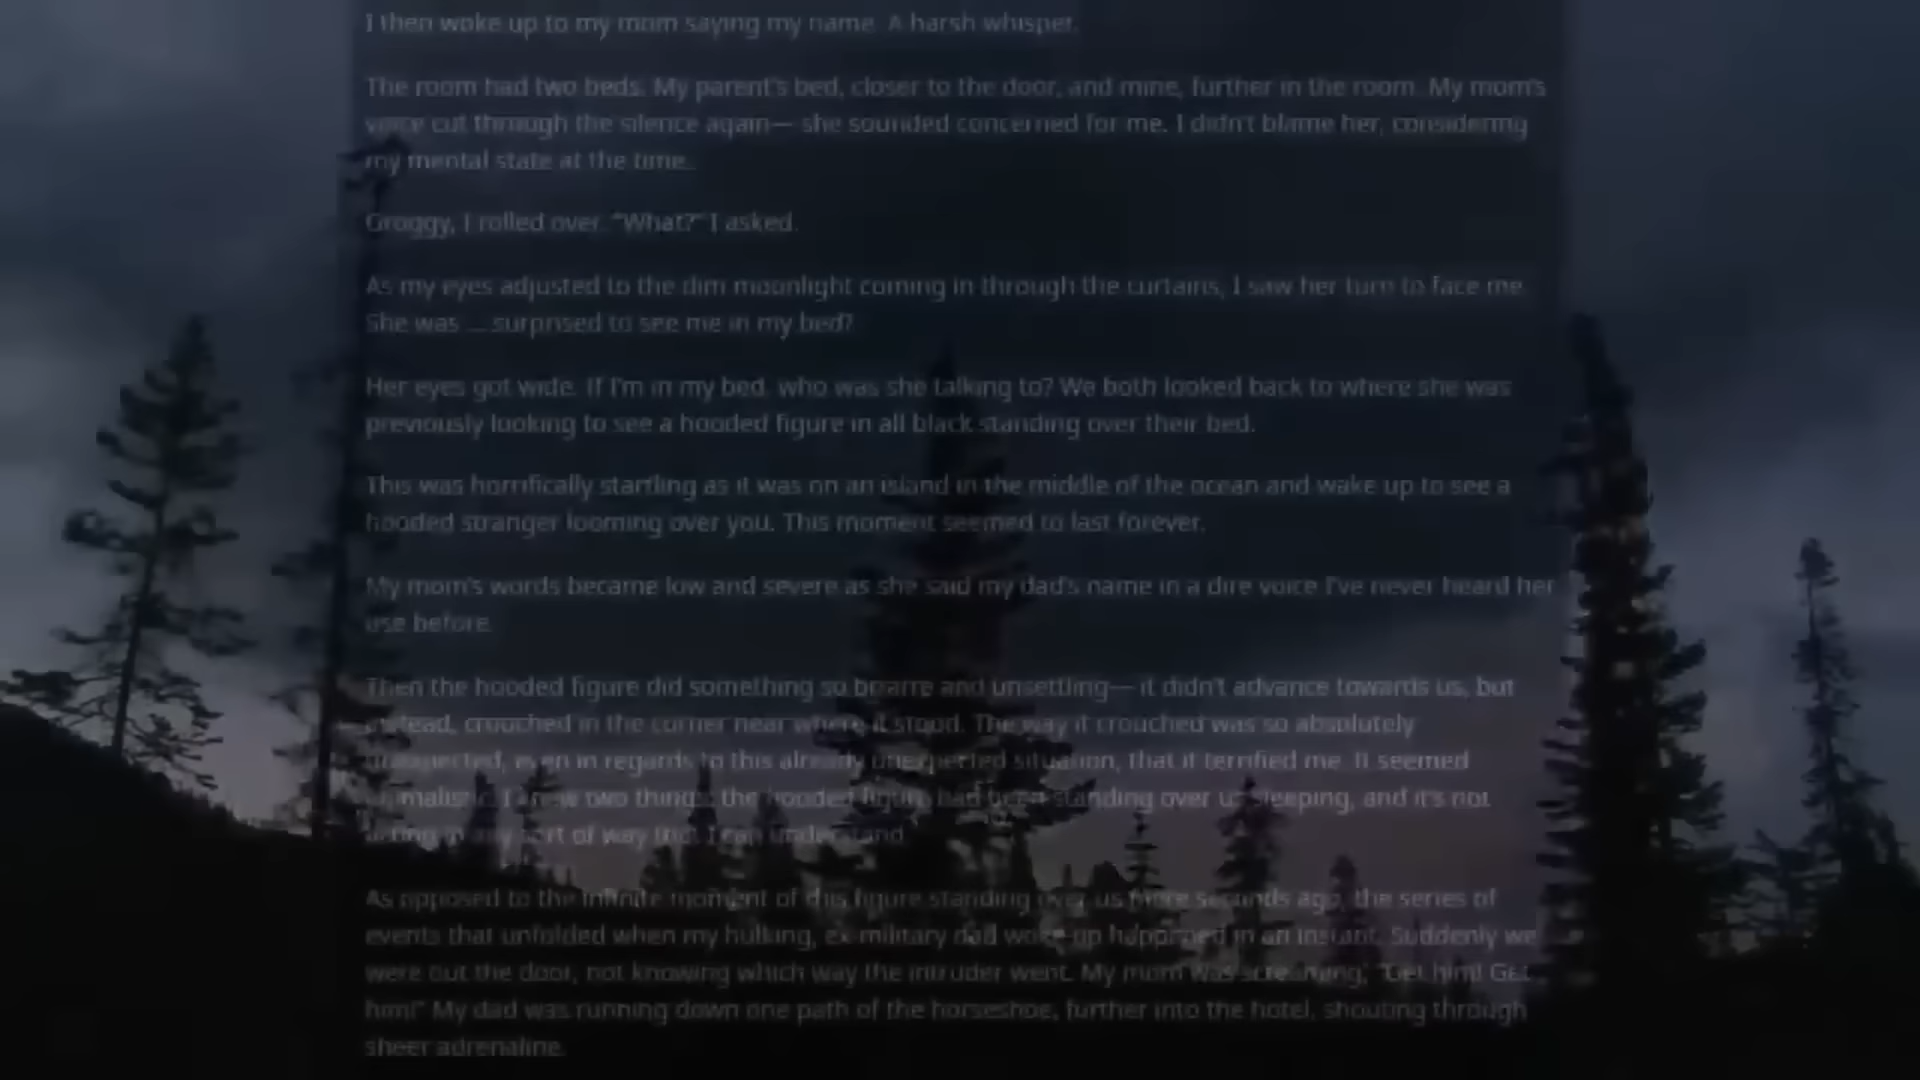 I then woke up to my mom saying my name. A harsh whisper.
The room had two beds. My parent's bed, closer to the door, and mine, further in the room. My mom's
voice cut through the silence again— she sounded concerned for me. I didn't blame her, considering
my mental state at the time.
Groggy, I rolled over. "What?" I asked.
As my eyes adjusted to the dim moonlight coming in through the curtains, I saw her turn to face me.
She was ... surprised to see me in my bed?
Her eyes got wide. If I'm in my bed, who was she talking to? We both looked back to where she was
previously looking to see a hooded figure in all black standing over their bed.
This was horrifically startling as it was on an island in the middle of the ocean and wake up to see a
hooded stranger looming over you. This moment seemed to last forever.
My mom's words became low and severe as she said my dad's name in a dire voice I've never heard her
use before.
Then the hooded figure did something so bizarre and unsettling— it didn't advance towards us, but
instead, crouched in the corner near where it stood. The way it crouched was so absolutely
unexpected, even in regards to this already unexpected situation, that it terrified me. It seemed
animalistic. I knew two things: the hooded figure had been standing over us sleeping, and it's not
acting in any sort of way that I can understand.
As opposed to the infinite moment of this figure standing over us mere seconds ago, the series of
events that unfolded when my hulking, ex-military dad woke up happened in an instant. Suddenly we
were out the door, not knowing which way the intruder went. My mom was screaming, "Get him! Get
him!" My dad was running down one path of the horseshoe, further into the hotel, shouting through
sheer adrenaline.